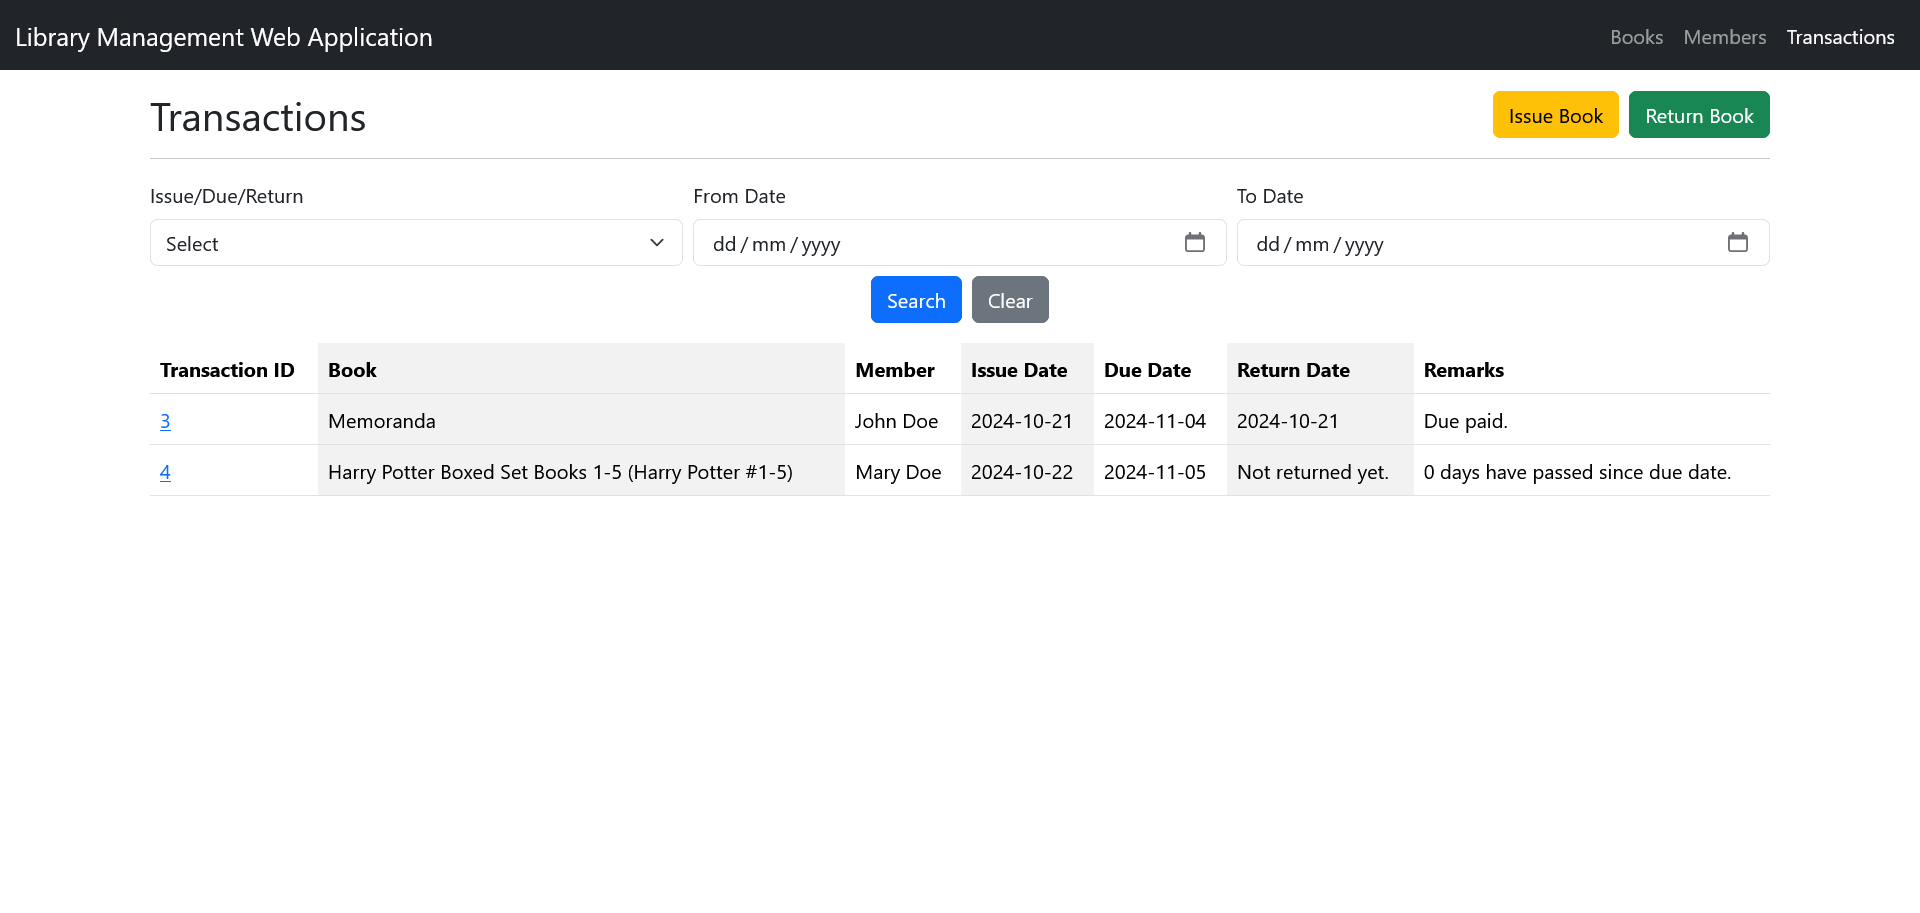 Library Management Web Application Books Members Transactions
Transactions Issue Book Return Book
Issue/Due/Return From Date To Date
Select dd/mm/yyyy dd/mm/yyyy
Search Clear
Transaction ID Book Member Issue Date Due Date Return Date Remarks
3 Memoranda John Doe 2024-10-21 2024-11-04 2024-10-21 Due paid.
4 Harry Potter Boxed Set Books 1-5 (Harry Potter #1-5) Mary Doe 2024-10-22 2024-11-05 Not returned yet. 0 days have passed since due date.